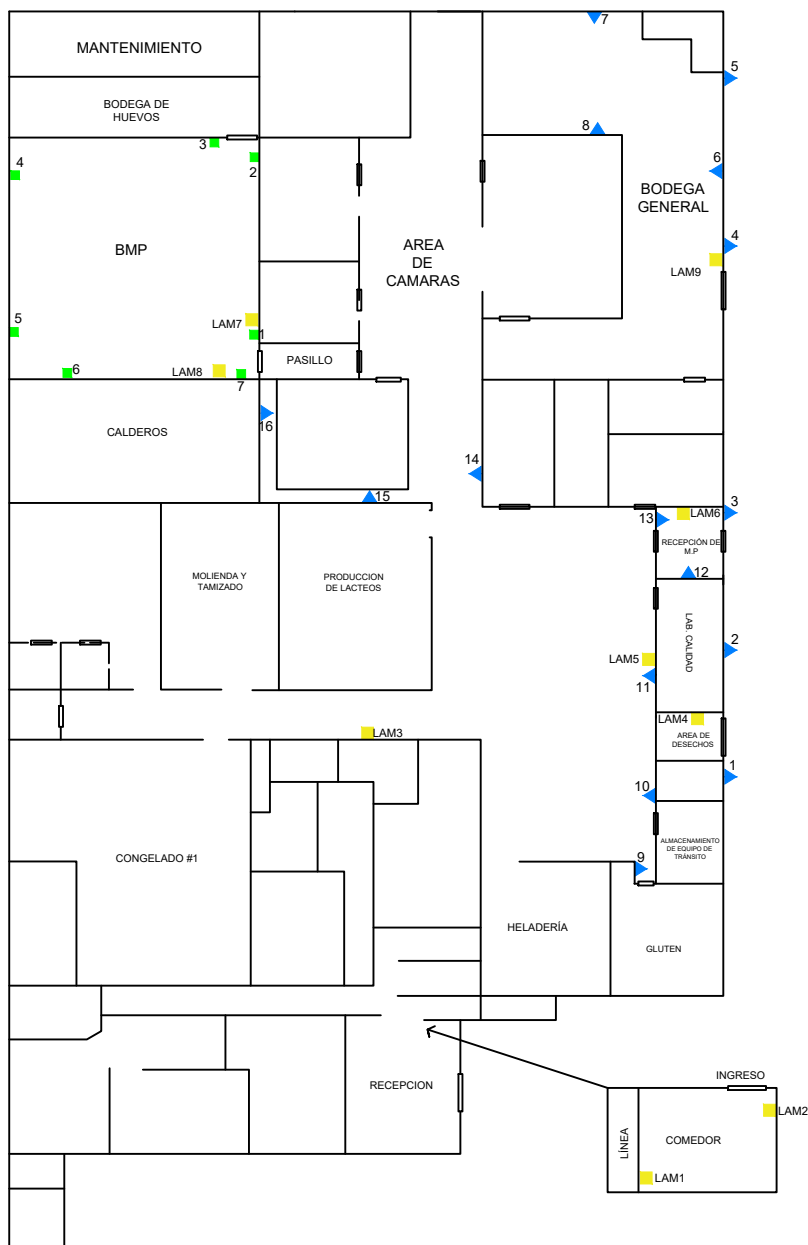 7
MANTENIMIENTO
5
BODEGA DE
HUEVOS
8
3
2
4
6
BODEGA
GENERAL
BMP
AREA
DE
CAMARAS
4
LAM9
LAM7
5
1
PASILLO
LAM8
6
7
CALDEROS
16
14
15
3
LAM6
13
RECEPCIÓN DE
M.P
12
MOLIENDA Y
TAMIZADO
PRODUCCION
DE LACTEOS
LAB. CALIDAD
2
LAM5
11
LAM4
LAM3
AREA DE
DESECHOS
1
10
ALMACENAMIENTO
DE EQUIPO DE
TRÁNSITO
CONGELADO #1
9
HELADERÍA
GLUTEN
RECEPCION
INGRESO
LAM2
LÍNEA
COMEDOR
LAM1